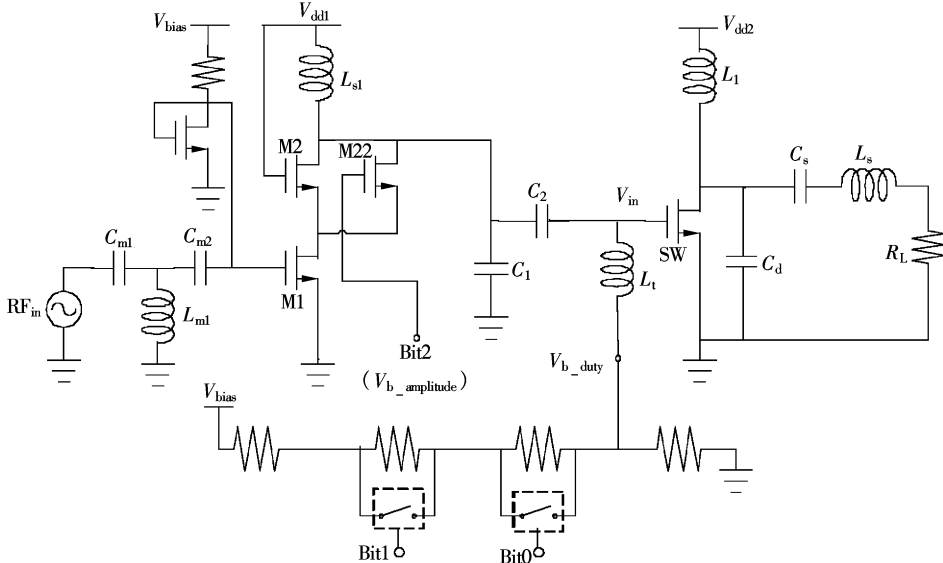 V_bias
V_dd1
V_dd2
L_s1
L_1
M2
M22
C_s
L_s
C_m1
C_m2
C_2
V_in
SW
R_L
RF_in
L_m1
M1
C_1
L_t
C_d
Bit2
(V_b_amplitude)
V_b_duty
V_bias
Bit1
Bit0